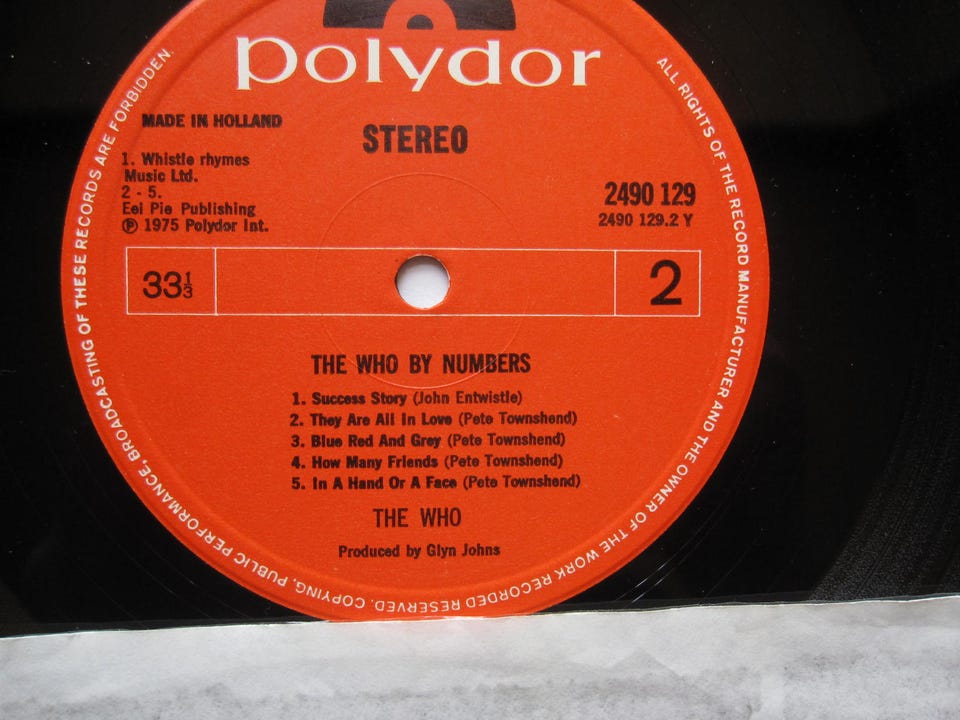 polydor
MADE IN HOLLAND
STEREO
1. Whistle rhymes
Music Ltd.
2 - 5.
Eel Pie Publishing
℗ 1975 Polydor Int.
2490 129
2490 129.2 Y
33⅓
2
THE WHO BY NUMBERS
1. Success Story (John Entwistle)
2. They Are All In Love (Pete Townshend)
3. Blue Red And Grey (Pete Townshend)
4. How Many Friends (Pete Townshend)
5. In A Hand Or A Face (Pete Townshend)
THE WHO
Produced by Glyn Johns
ALL RIGHTS OF THE RECORD MANUFACTURER AND THE OWNER OF THE WORK RECORDED RESERVED. COPYING, PUBLIC PERFORMANCE, BROADCASTING OF THESE RECORDS ARE FORBIDDEN.